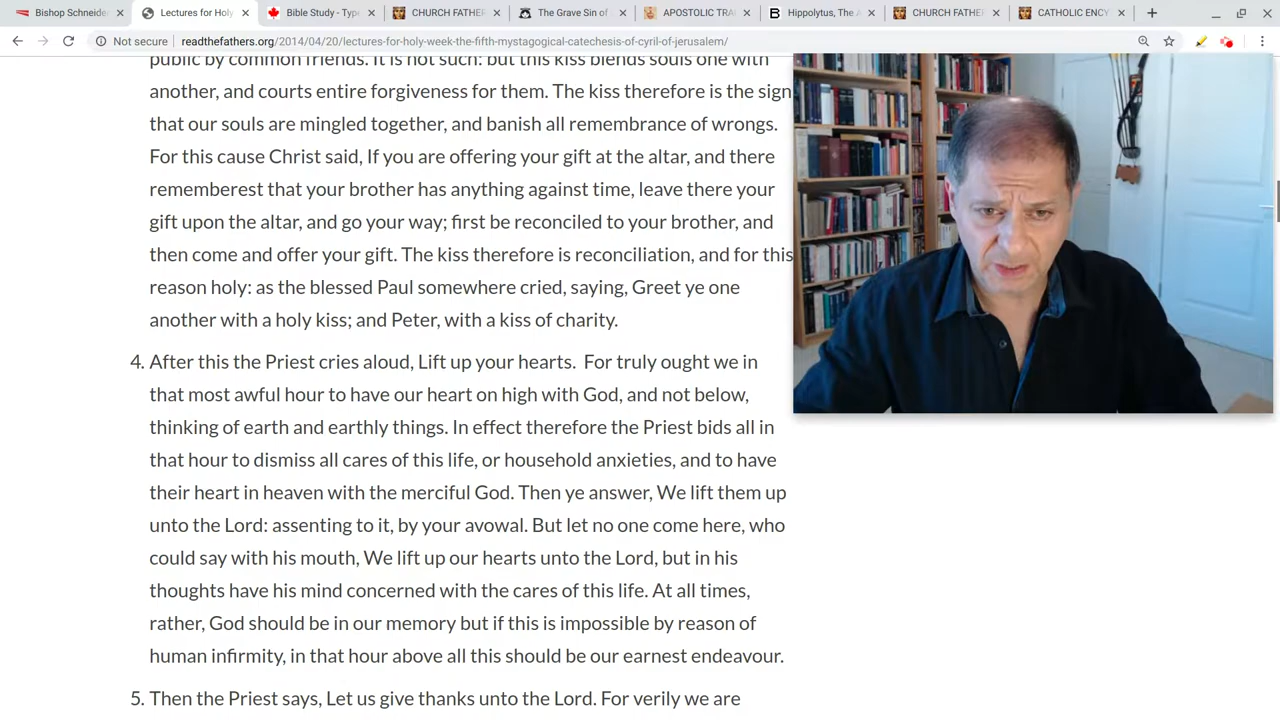 Bishop Schneide
Lectures for Holy
Bible Study - Type
CHURCH FATHER
The Grave Sin of
APOSTOLIC TRA
Hippolytus, The A
CHURCH FATHER
CATHOLIC ENCY
Not secure readthefathers.org/2014/04/20/lectures-for-holy-week-the-fifth-mystagogical-catechesis-of-cyril-of-jerusalem/
public by common friends. It is not such: but this kiss blends souls one with
another, and courts entire forgiveness for them. The kiss therefore is the sign
that our souls are mingled together, and banish all remembrance of wrongs.
For this cause Christ said, If you are offering your gift at the altar, and there
rememberest that your brother has anything against time, leave there your
gift upon the altar, and go your way; first be reconciled to your brother, and
then come and offer your gift. The kiss therefore is reconciliation, and for this
reason holy: as the blessed Paul somewhere cried, saying, Greet ye one
another with a holy kiss; and Peter, with a kiss of charity.
4. After this the Priest cries aloud, Lift up your hearts. For truly ought we in
that most awful hour to have our heart on high with God, and not below,
thinking of earth and earthly things. In effect therefore the Priest bids all in
that hour to dismiss all cares of this life, or household anxieties, and to have
their heart in heaven with the merciful God. Then ye answer, We lift them up
unto the Lord: assenting to it, by your avowal. But let no one come here, who
could say with his mouth, We lift up our hearts unto the Lord, but in his
thoughts have his mind concerned with the cares of this life. At all times,
rather, God should be in our memory but if this is impossible by reason of
human infirmity, in that hour above all this should be our earnest endeavour.
5. Then the Priest says, Let us give thanks unto the Lord. For verily we are